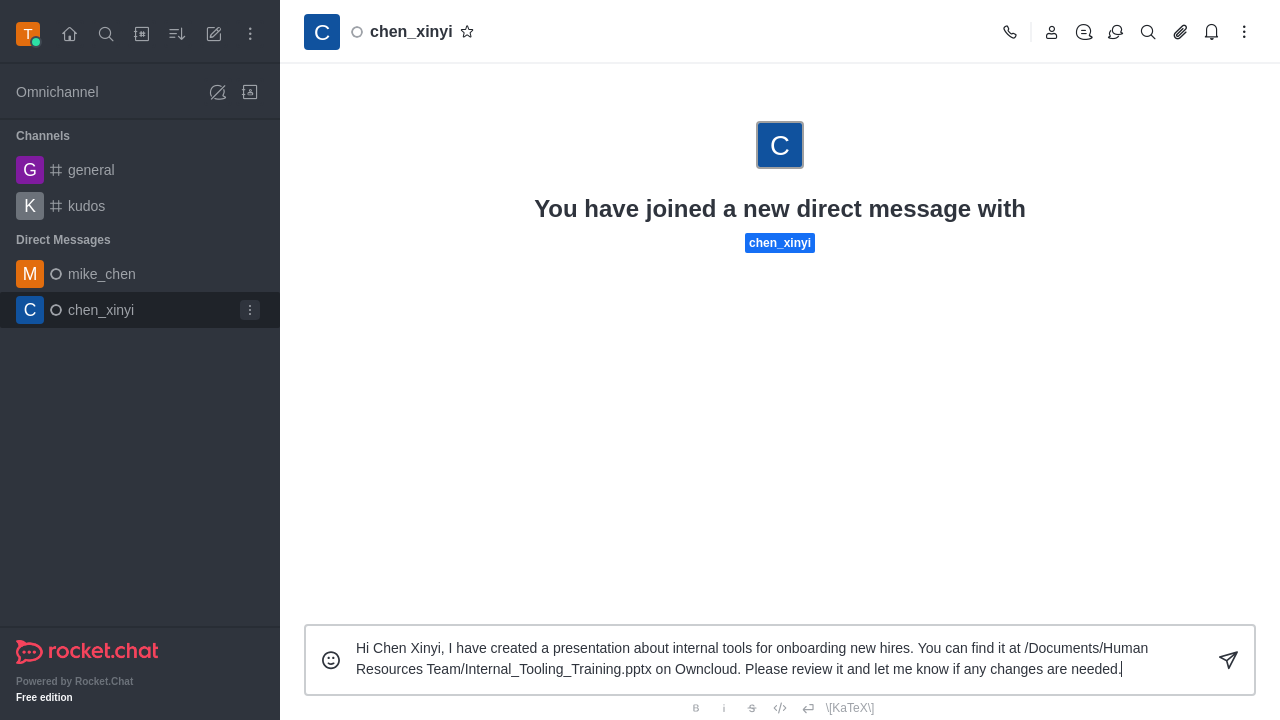 T
Omnichannel
Channels
G general
K kudos
Direct Messages
M mike_chen
C chen_xinyi
rocket.chat
Powered by Rocket.Chat
Free edition
C chen_xinyi
C
You have joined a new direct message with
chen_xinyi
Hi Chen Xinyi, I have created a presentation about internal tools for onboarding new hires. You can find it at /Documents/Human
Resources Team/Internal_Tooling_Training.pptx on Owncloud. Please review it and let me know if any changes are needed.
B i S \[KaTeX\]